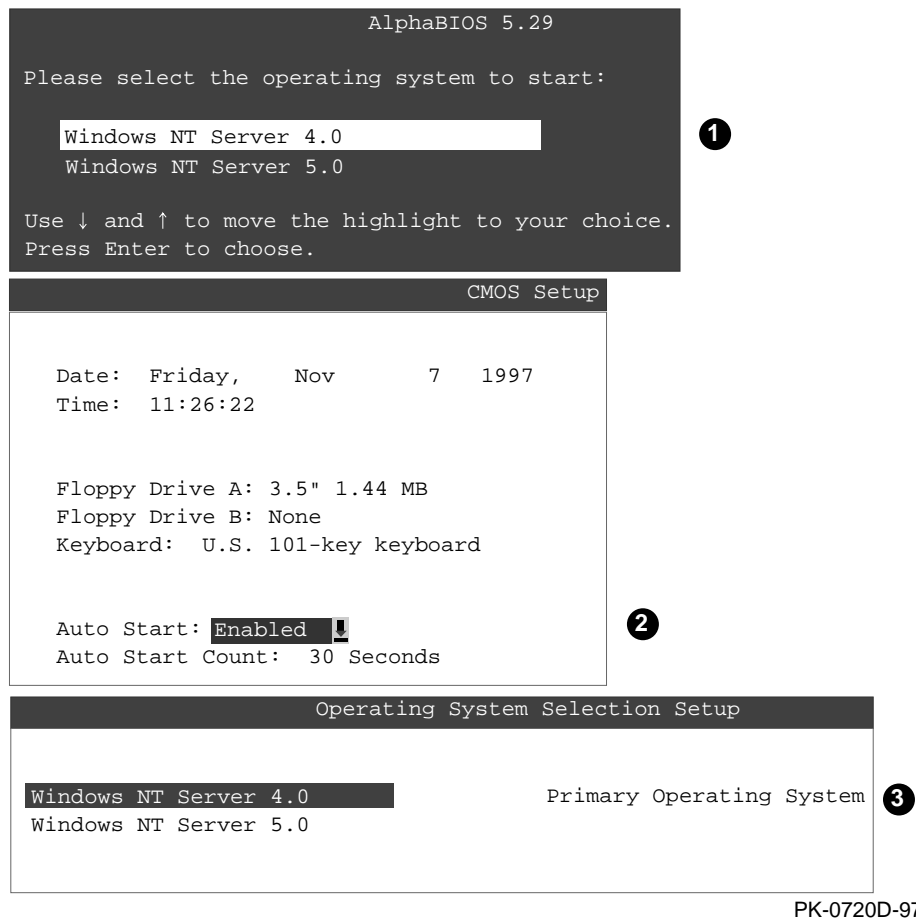 AlphaBIOS 5.29
Please select the operating system to start:
Windows NT Server 4.0
1
Windows NT Server 5.0
Use ↓ and ↑ to move the highlight to your choice.
Press Enter to choose.
CMOS Setup
Date: Friday, Nov 7 1997
Time: 11:26:22
Floppy Drive A: 3.5" 1.44 MB
Floppy Drive B: None
Keyboard: U.S. 101-key keyboard
Auto Start: Enabled
2
Auto Start Count: 30 Seconds
Operating System Selection Setup
Windows NT Server 4.0 Primary Operating System
3
Windows NT Server 5.0
PK-0720D-97